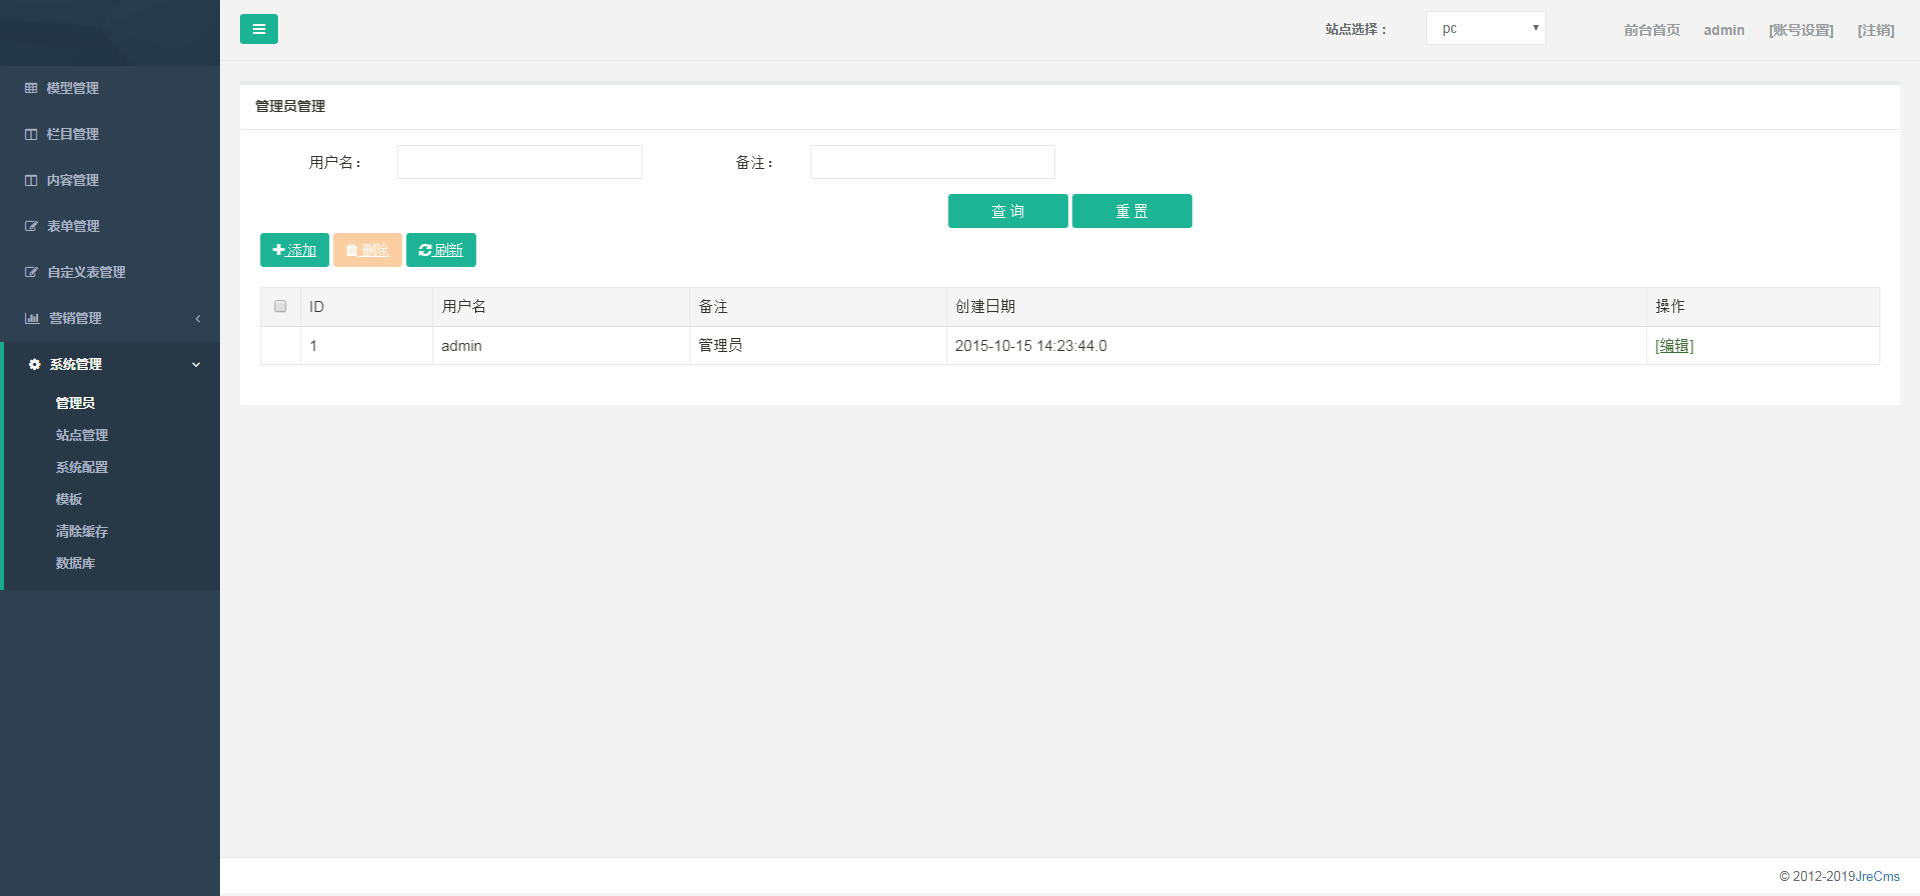 站点选择：
pc
前台首页 admin [账号设置] [注销]
模型管理
栏目管理
内容管理
表单管理
自定义表管理
营销管理
系统管理
管理员
站点管理
系统配置
模板
清除缓存
数据库
管理员管理
用户名： 备注：
查 询 重 置
添加 删除 刷新
ID 用户名 备注 创建日期 操作
1 admin 管理员 2015-10-15 14:23:44.0 [编辑]
© 2012-2019JreCms